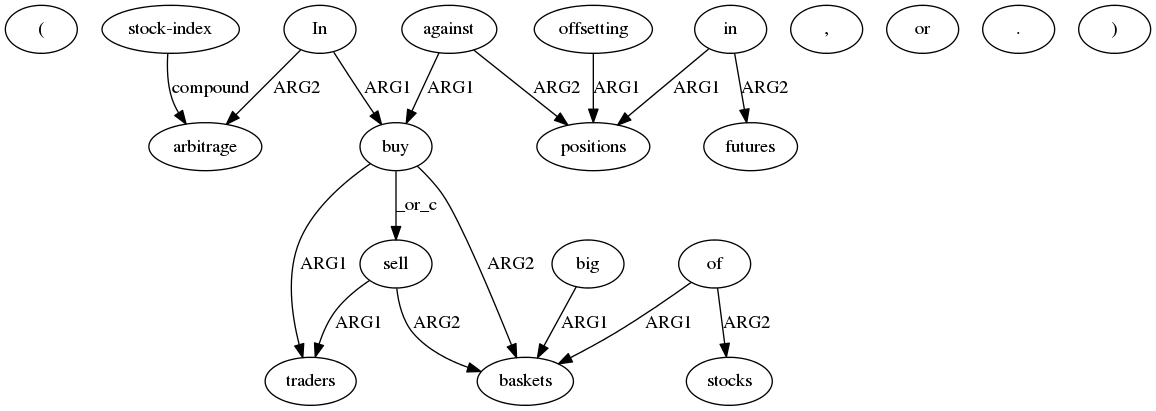 ( stock-index In against offsetting in , or . )
compound ARG2 ARG1 ARG1 ARG2 ARG1 ARG1 ARG2
arbitrage buy positions futures
_or_c
sell big of
ARG1 ARG2
ARG1 ARG2 ARG1 ARG1 ARG2
traders baskets stocks